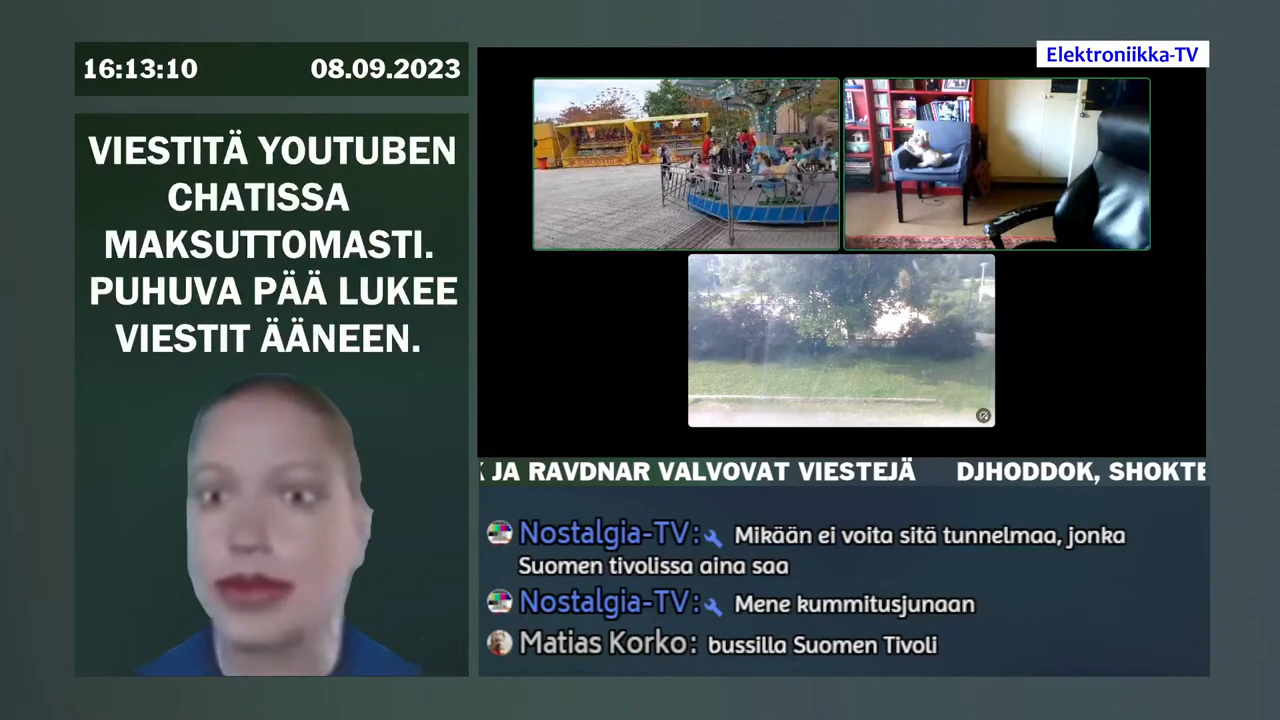 16:13:10 08.09.2023
Elektroniikka-TV
VIESTITÄ YOUTUBEN
CHATISSA
MAKSUTTOMASTI.
PUHUVA PÄÄ LUKEE
VIESTIT ÄÄNEEN.
JA RAVDNAR VALVOVAT VIESTEJÄ DJHODDOK, SHOKTE
Nostalgia-TV: Mikään ei voita sitä tunnelmaa, jonka
Suomen tivolissa aina saa
Nostalgia-TV: Mene kummitusjunaan
Matias Korko: bussilla Suomen Tivoli